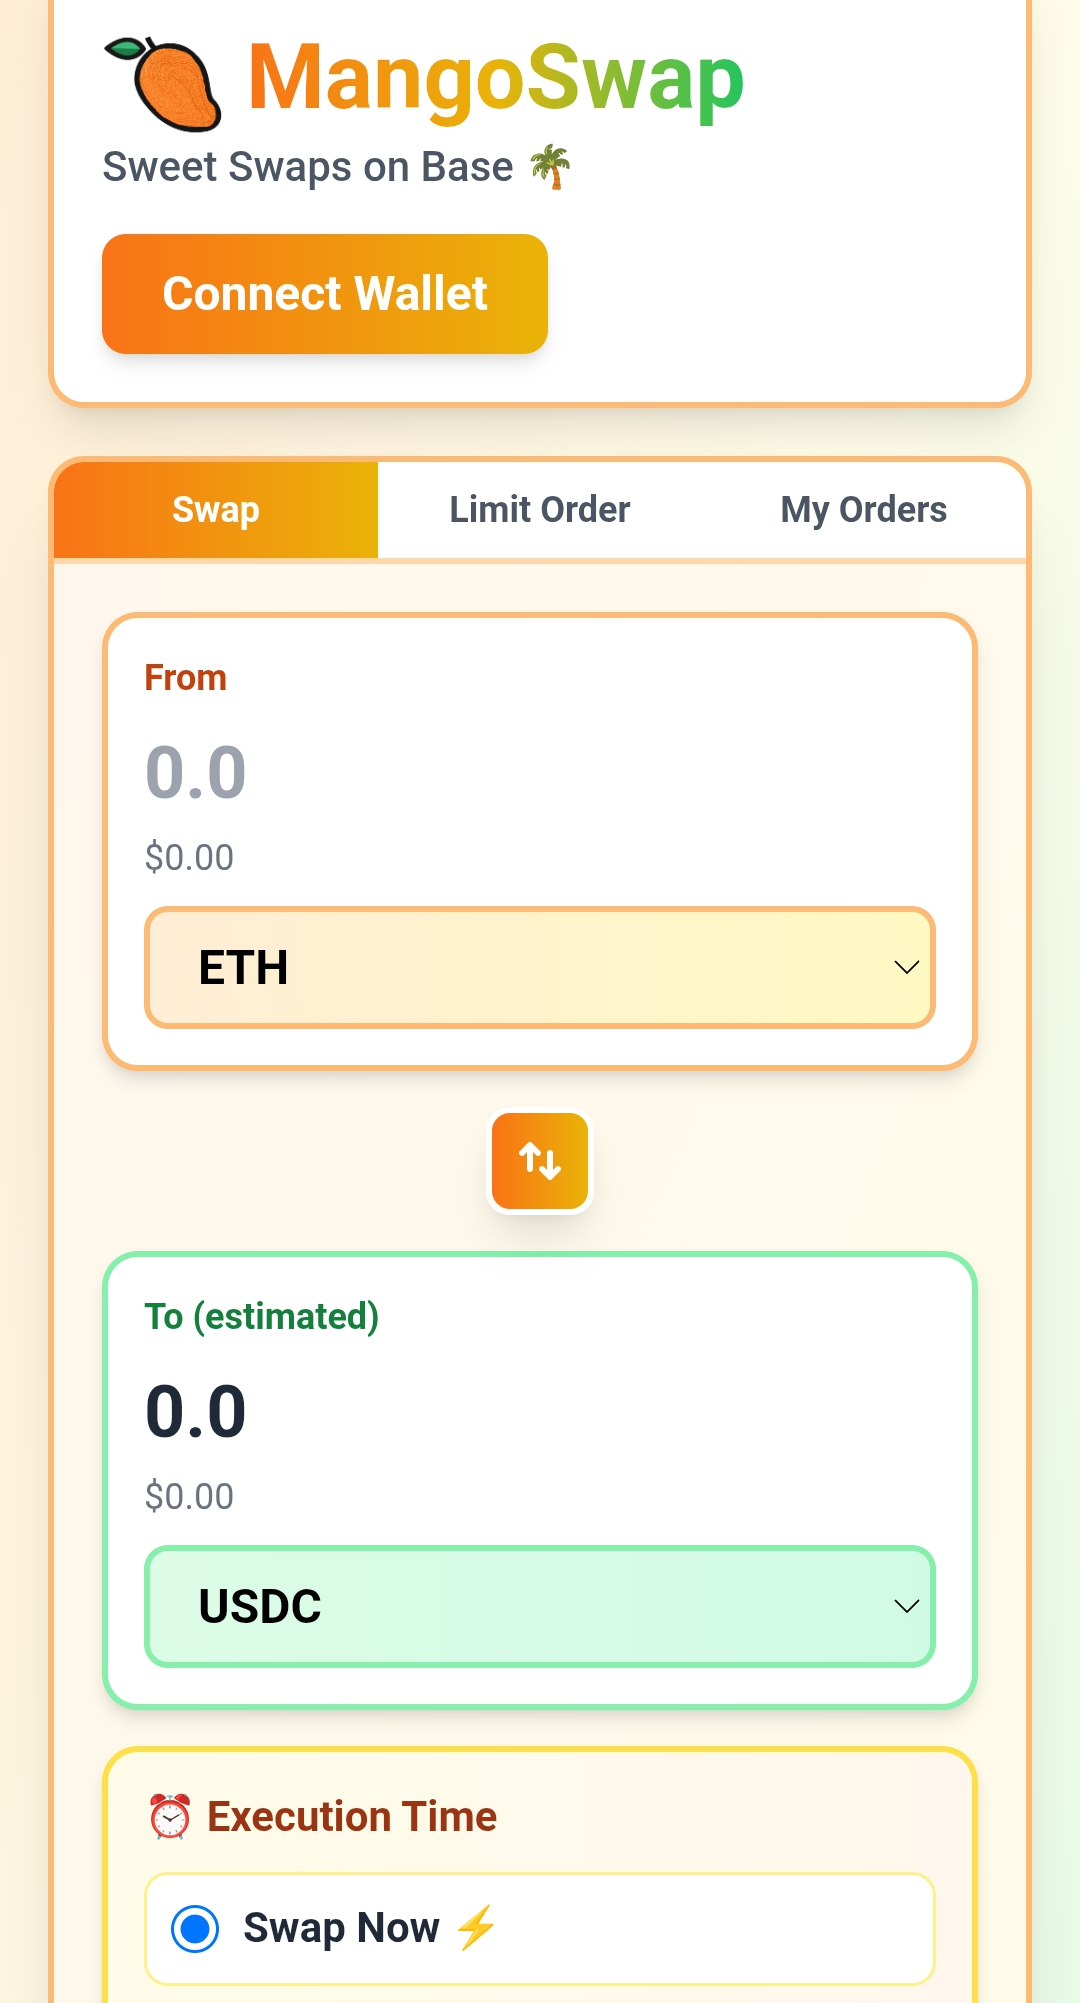 MangoSwap
Sweet Swaps on Base 🌴
Connect Wallet
Swap
Limit Order
My Orders
From
0.0
$0.00
ETH
To (estimated)
0.0
$0.00
USDC
⏰ Execution Time
Swap Now ⚡